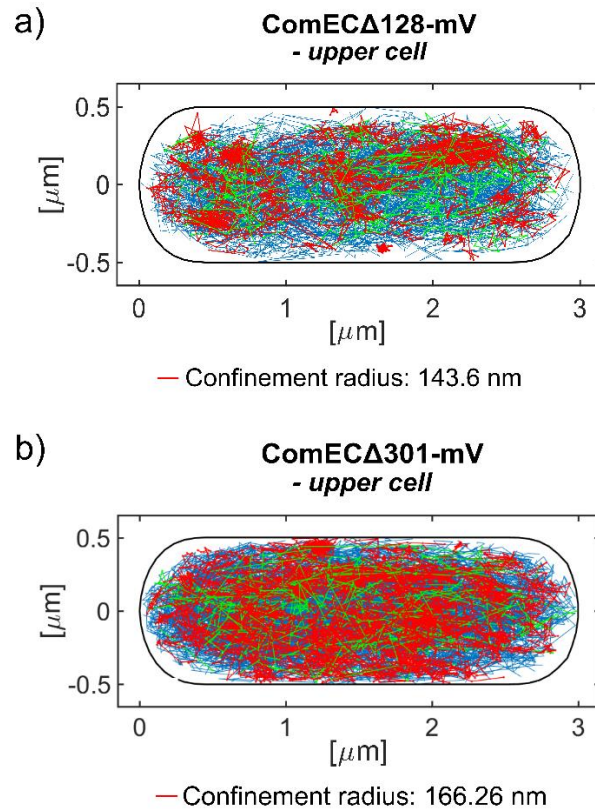 a)
ComECΔ128-mV
- upper cell
0.5
0
-0.5
[μm]
0 1 2 3
[μm]
— Confinement radius: 143.6 nm
b)
ComECΔ301-mV
- upper cell
0.5
0
-0.5
[μm]
0 1 2 3
[μm]
— Confinement radius: 166.26 nm